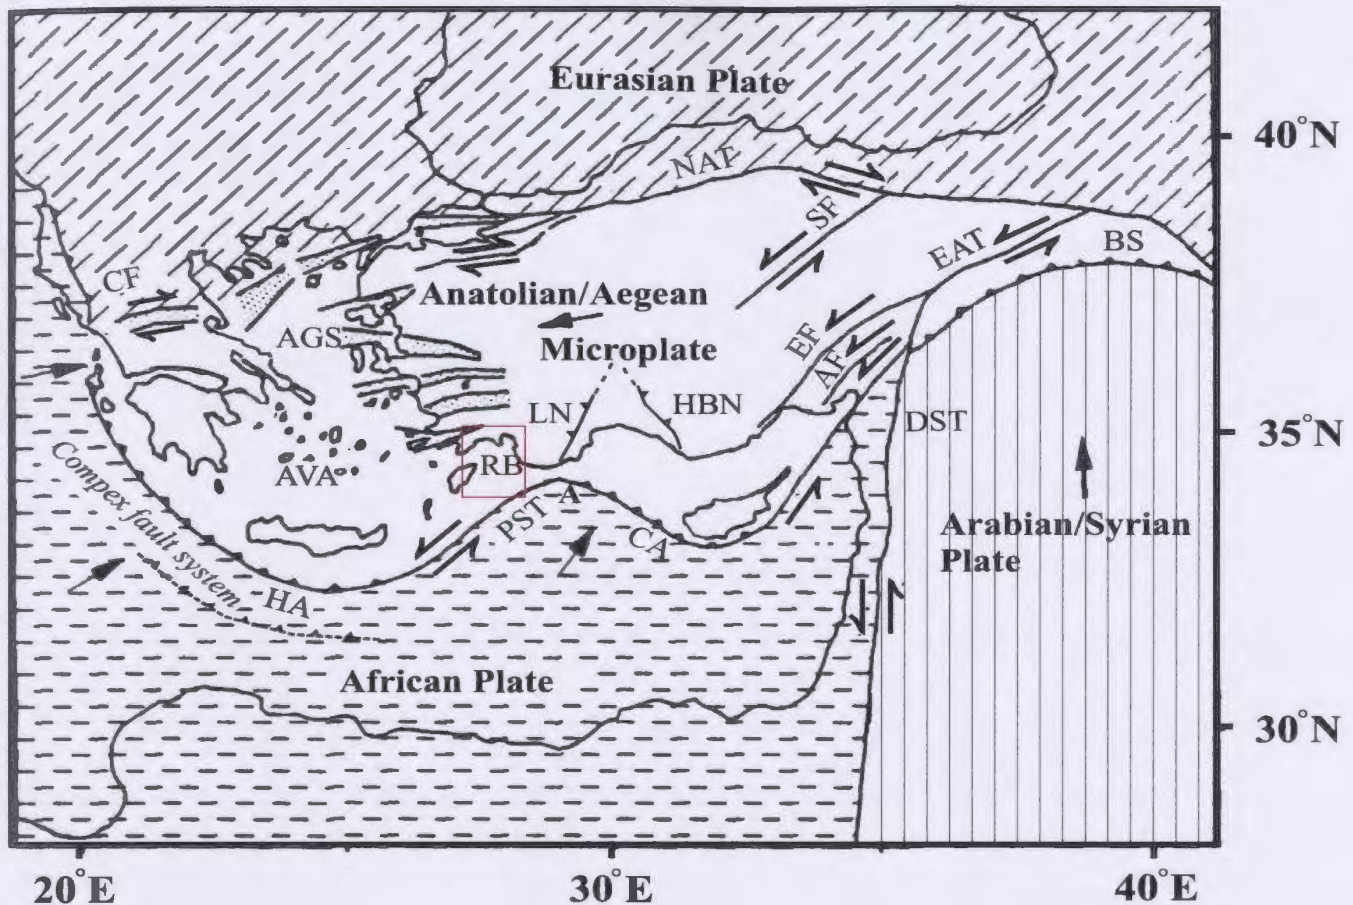 Eurasian Plate
40°N
NAT
SF
EAT
BS
CF
Anatolian/Aegean
Microplate
AGS
EF
AF
LN
HBN
DST
35°N
RB
AVA
A
PST
CA
Arabian/Syrian
Plate
Compex fault system
HA
African Plate
30°N
20°E
30°E
40°E